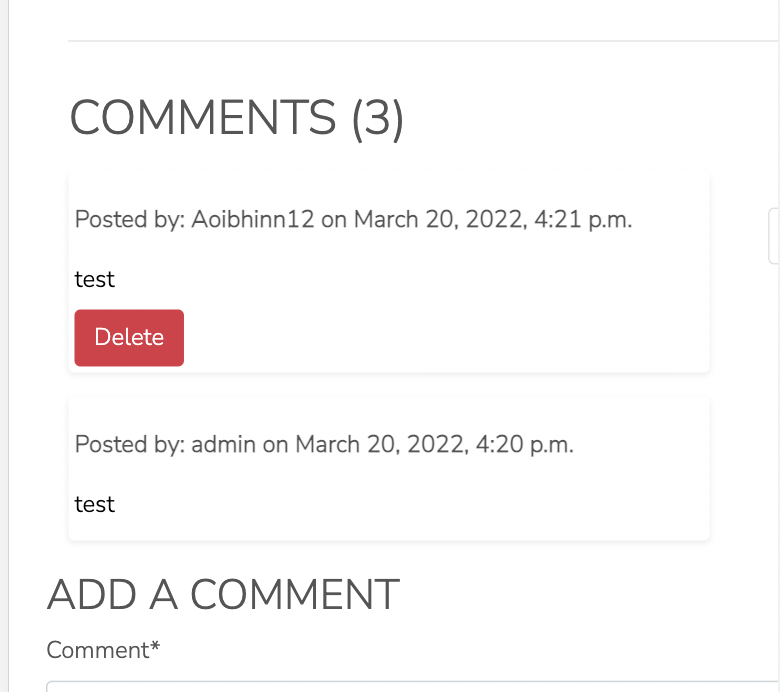 COMMENTS (3)
Posted by: Aoibhinn12 on March 20, 2022, 4:21 p.m.
test
Delete
Posted by: admin on March 20, 2022, 4:20 p.m.
test
ADD A COMMENT
Comment*